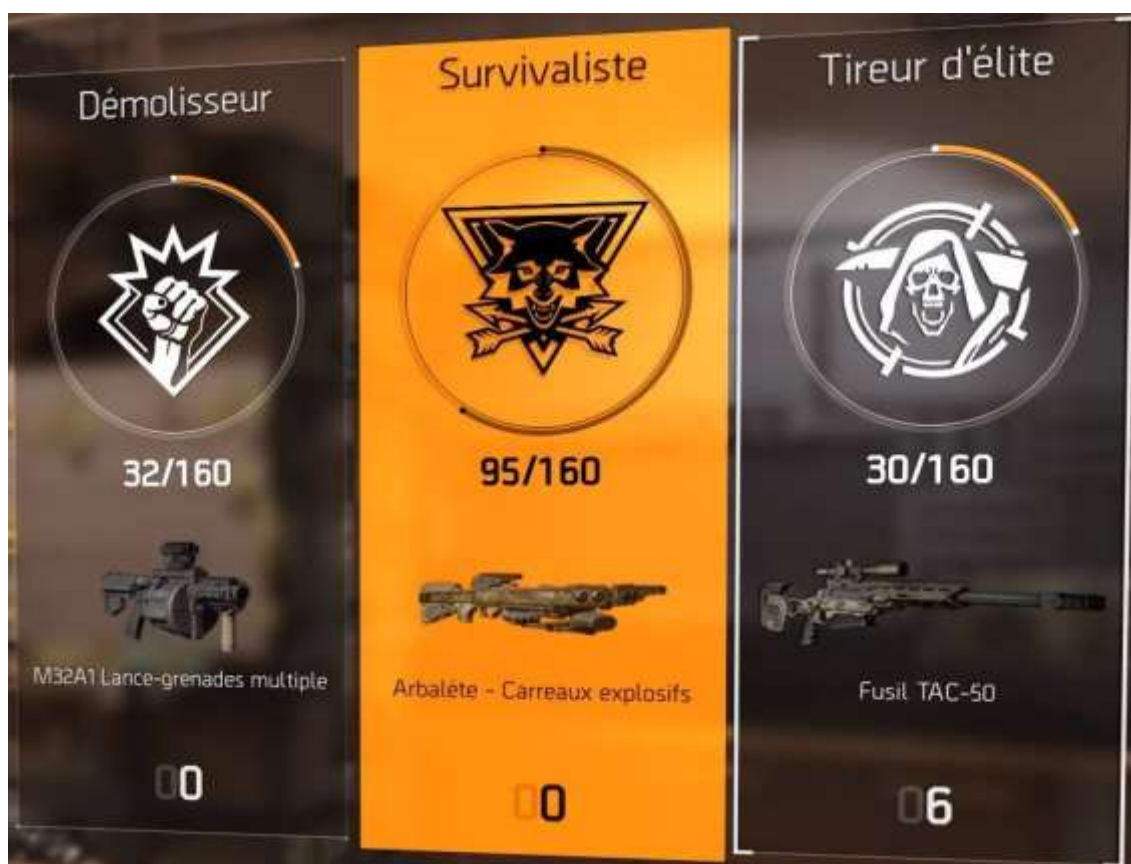 Démolisseur
32/160
M32A1 Lance-grenades multiple
00
Survivaliste
95/160
Arbalète - Carreaux explosifs
00
Tireur d'élite
30/160
Fusil TAC-50
06